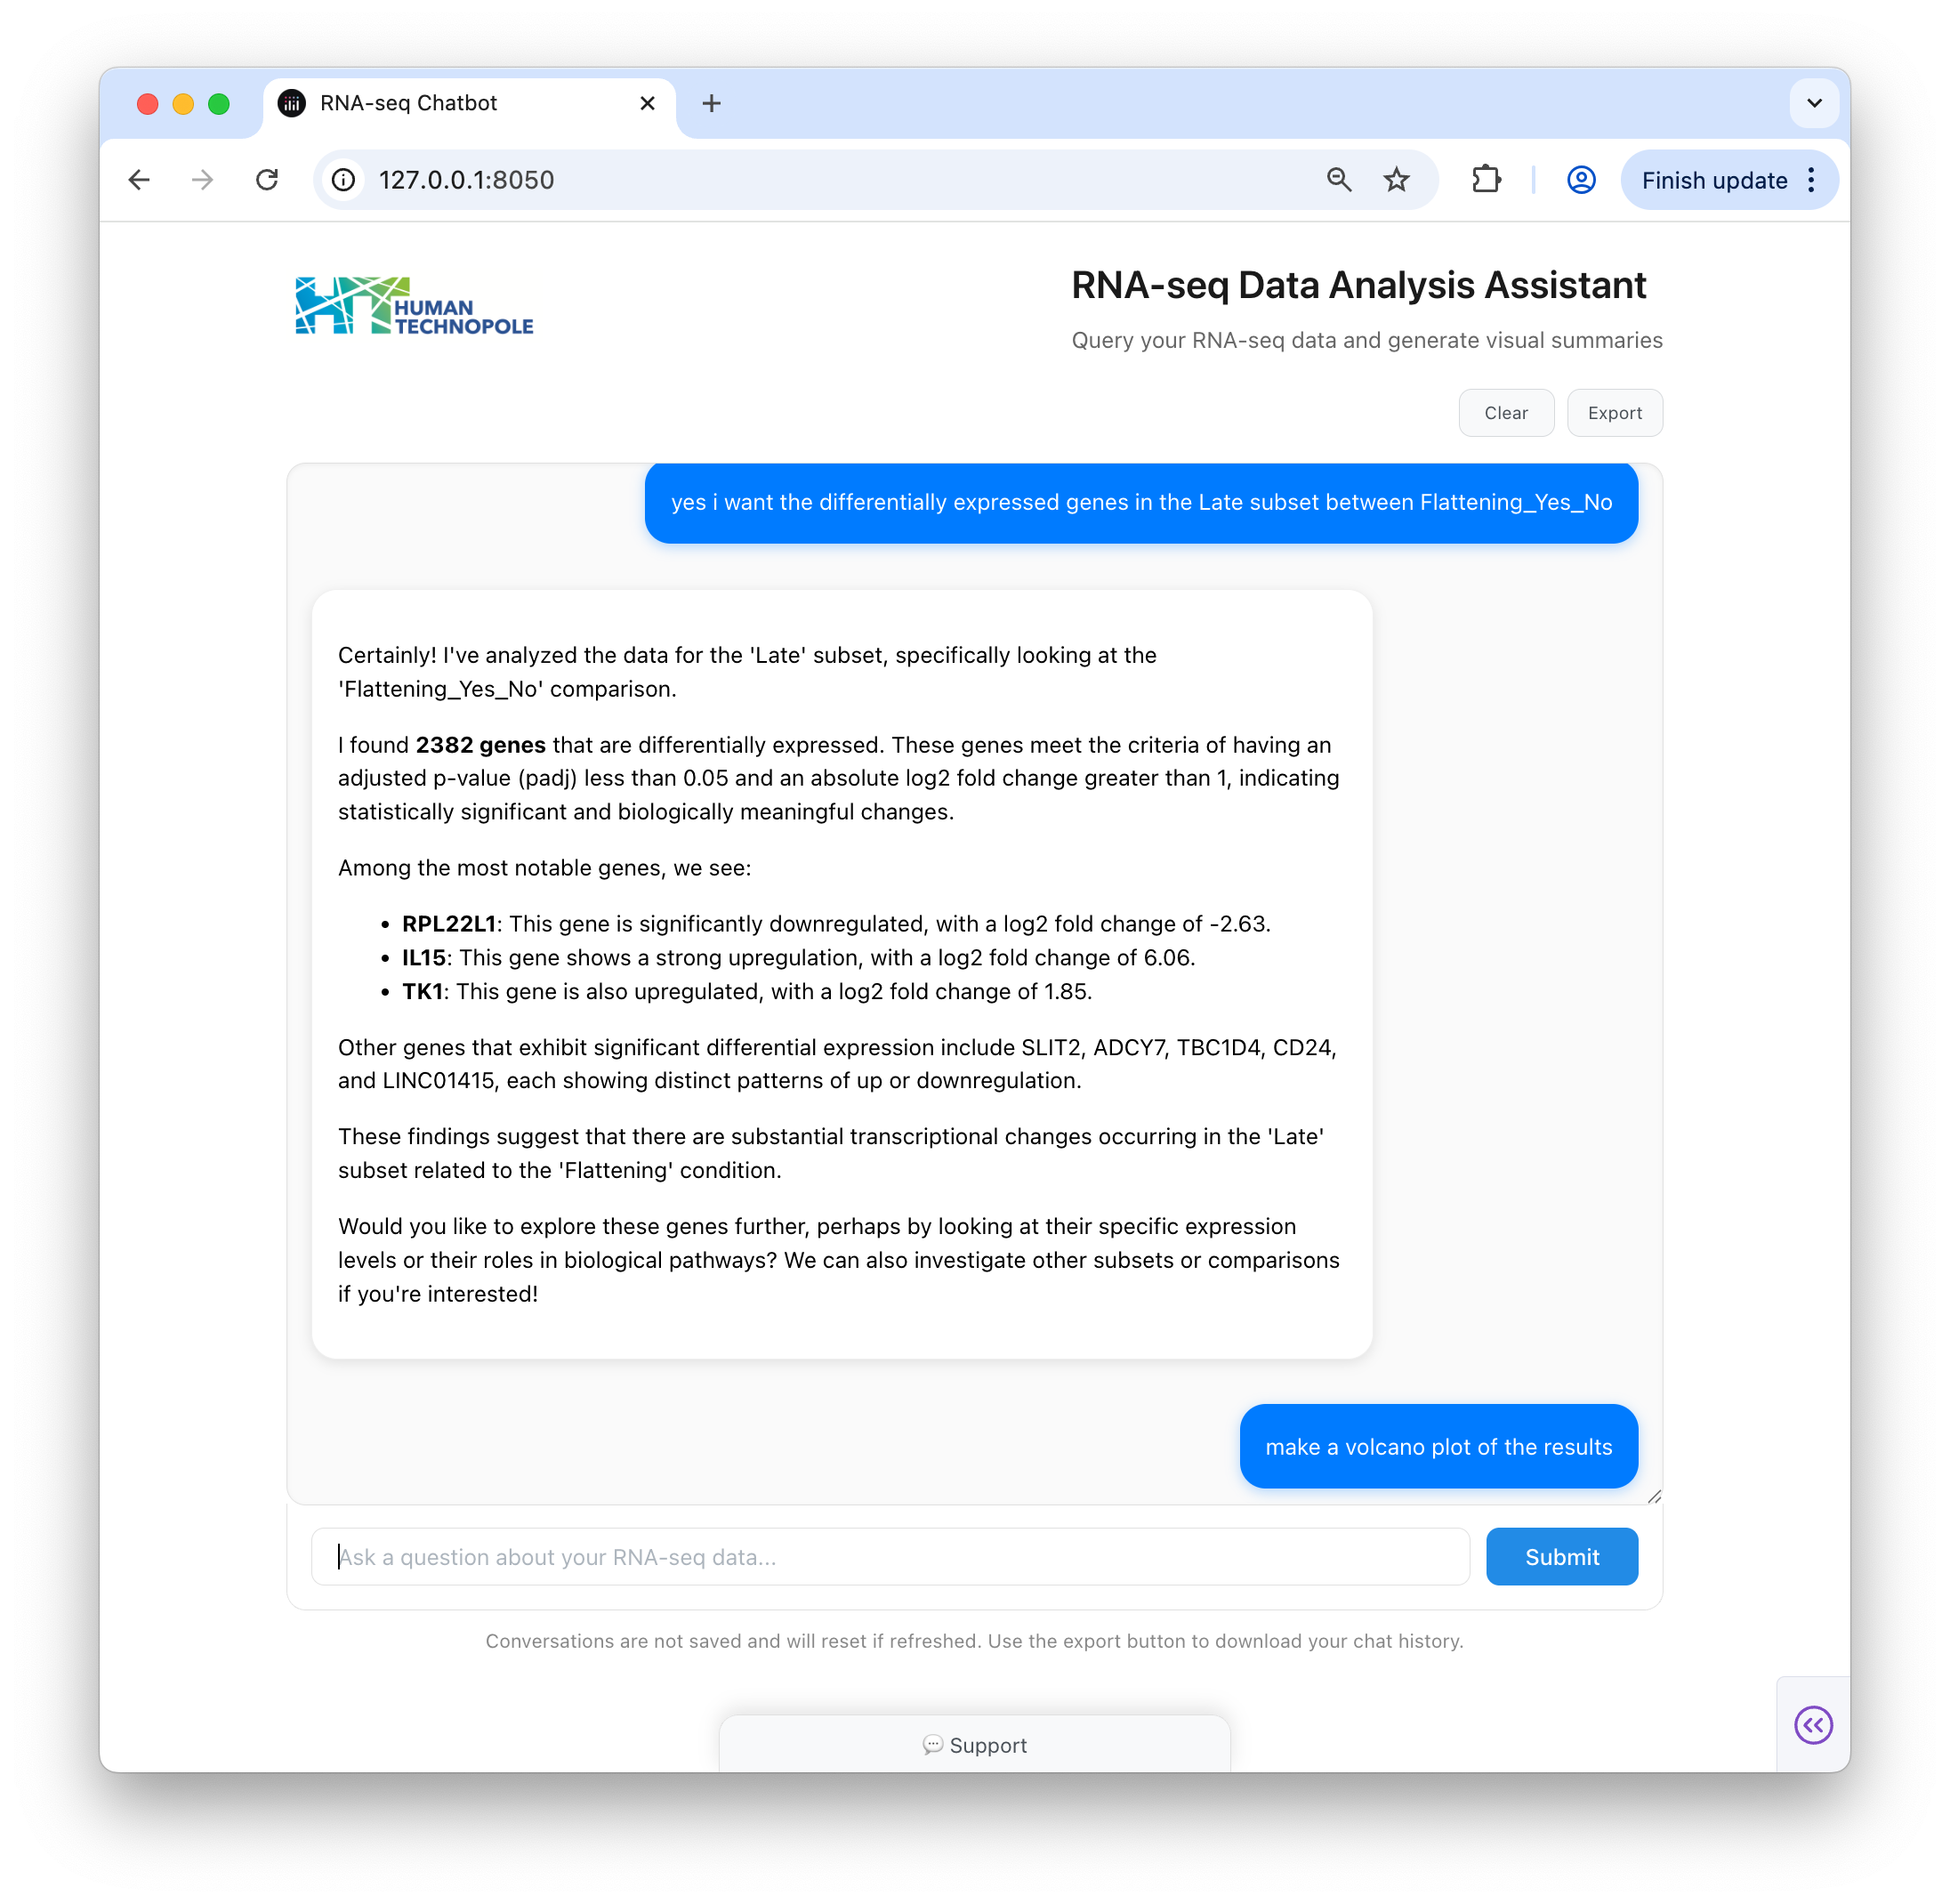 RNA-seq Chatbot
127.0.0.1:8050
Finish update
HUMAN
TECHNOPOLE
RNA-seq Data Analysis Assistant
Query your RNA-seq data and generate visual summaries
Clear
Export
yes i want the differentially expressed genes in the Late subset between Flattening_Yes_No
Certainly! I've analyzed the data for the 'Late' subset, specifically looking at the
'Flattening_Yes_No' comparison.
I found 2382 genes that are differentially expressed. These genes meet the criteria of having an
adjusted p-value (padj) less than 0.05 and an absolute log2 fold change greater than 1, indicating
statistically significant and biologically meaningful changes.
Among the most notable genes, we see:
• RPL22L1: This gene is significantly downregulated, with a log2 fold change of -2.63.
• IL15: This gene shows a strong upregulation, with a log2 fold change of 6.06.
• TK1: This gene is also upregulated, with a log2 fold change of 1.85.
Other genes that exhibit significant differential expression include SLIT2, ADCY7, TBC1D4, CD24,
and LINC01415, each showing distinct patterns of up or downregulation.
These findings suggest that there are substantial transcriptional changes occurring in the 'Late'
subset related to the 'Flattening' condition.
Would you like to explore these genes further, perhaps by looking at their specific expression
levels or their roles in biological pathways? We can also investigate other subsets or comparisons
if you're interested!
make a volcano plot of the results
Ask a question about your RNA-seq data...
Submit
Conversations are not saved and will reset if refreshed. Use the export button to download your chat history.
💬 Support